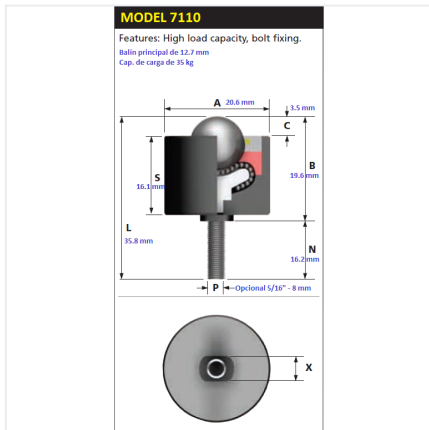 MODEL 7110
Features: High load capacity, bolt fixing.
Balin principal de 12.7 mm
Cap. de carga de 35 kg
A 20.6 mm
3.5 mm
C
S
16.1 mm
B
19.6 mm
L
35.8 mm
N
16.2 mm
P Opcional 5/16" - 8 mm
X